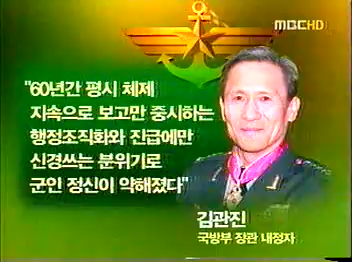 MBC HD
"60년간 평시 체제
지속으로 보고만 중시하는
행정조직화와 진급에만
신경쓰는 분위기로
군인 정신이 약해졌다"
김관진
국방부 장관 내정자